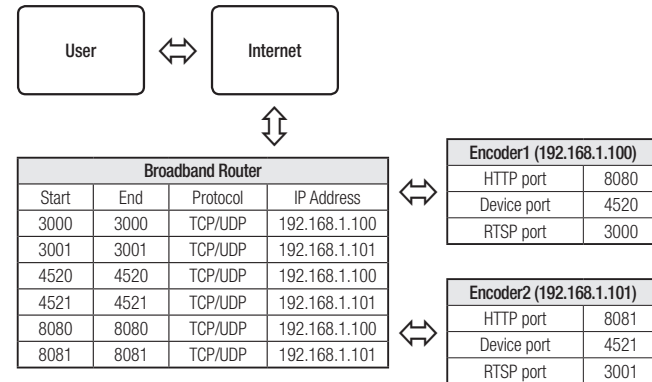 User
Internet
Broadband Router
Start End Protocol IP Address
3000 3000 TCP/UDP 192.168.1.100
3001 3001 TCP/UDP 192.168.1.101
4520 4520 TCP/UDP 192.168.1.100
4521 4521 TCP/UDP 192.168.1.101
8080 8080 TCP/UDP 192.168.1.100
8081 8081 TCP/UDP 192.168.1.101
Encoder1 (192.168.1.100)
HTTP port 8080
Device port 4520
RTSP port 3000
Encoder2 (192.168.1.101)
HTTP port 8081
Device port 4521
RTSP port 3001